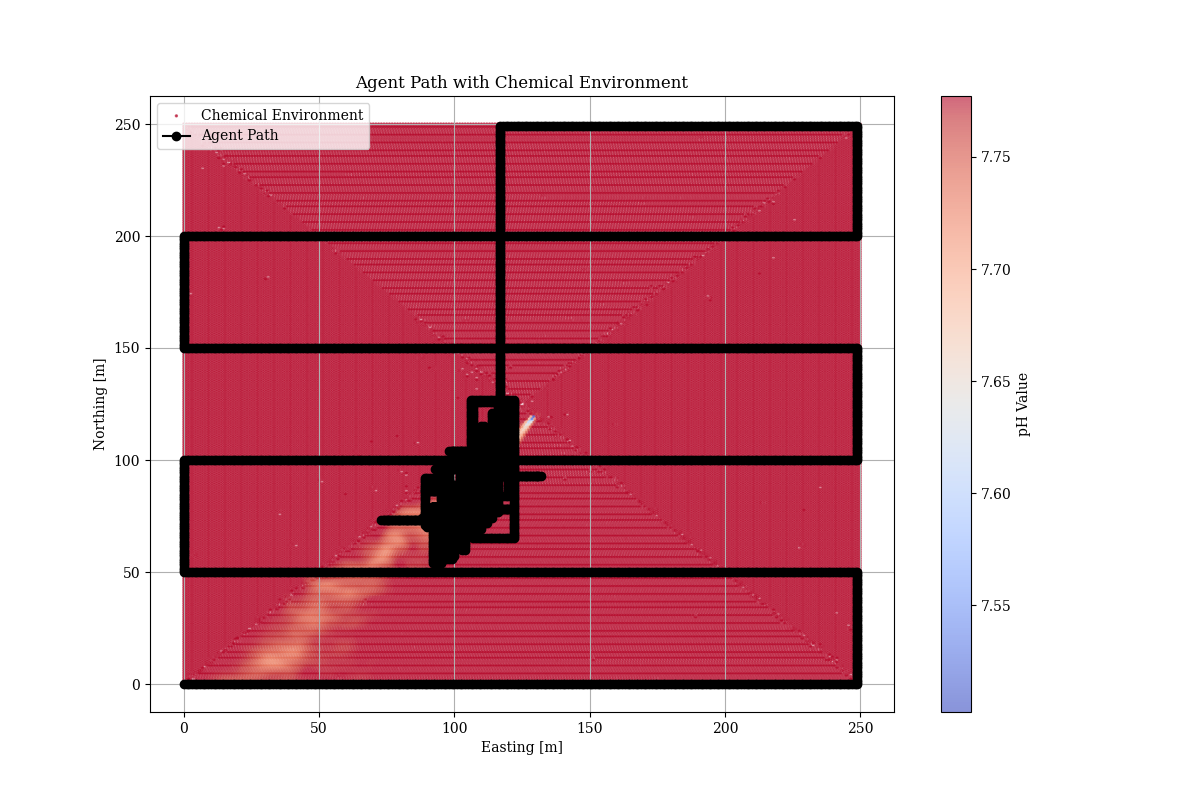 Agent Path with Chemical Environment
Chemical Environment
Agent Path
250
200
150
100
50
0
Northing [m]
0 50 100 150 200 250
Easting [m]
7.75
7.70
7.65
7.60
7.55
pH Value